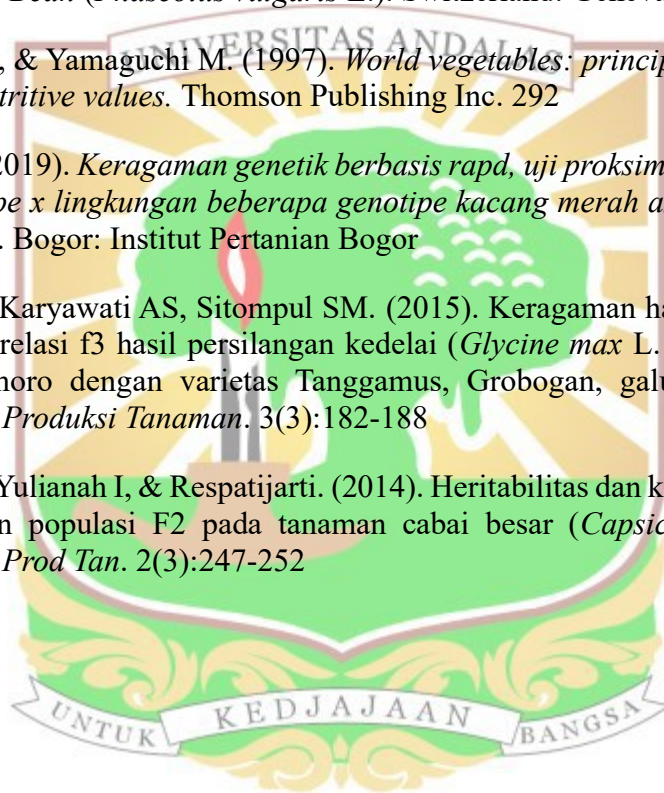 Bean (Phaseolus vulgaris L.). Switzerland:
UNIVERSITAS ANDALAS
, & Yamaguchi M. (1997). World vegetables: princip
tritive values. Thomson Publishing Inc. 292
2019). Keragaman genetik berbasis rapd, uji proksim
pe x lingkungan beberapa genotipe kacang merah a
. Bogor: Institut Pertanian Bogor
Karyawati AS, Sitompul SM. (2015). Keragaman ha
relasi f3 hasil persilangan kedelai (Glycine max L.
noro dengan varietas Tanggamus, Grobogan, galu
Produksi Tanaman. 3(3):182-188
Yulianah I, & Respatijarti. (2014). Heritabilitas dan k
n populasi F2 pada tanaman cabai besar (Capsic
Prod Tan. 2(3):247-252
UNTUK KEDJAJAAN BANGSA